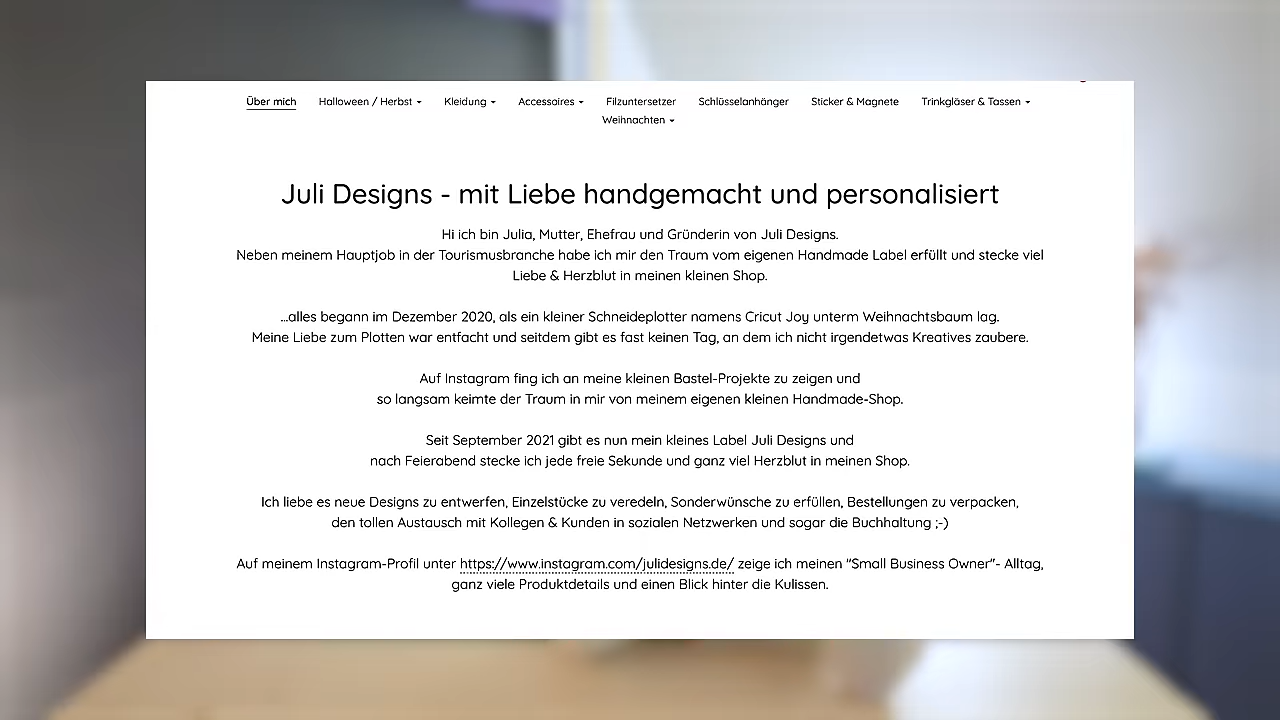 Über mich Halloween / Herbst Kleidung Accessoires Filzuntersetzer Schlüsselanhänger Sticker & Magnete Trinkgläser & Tassen
Weihnachten
Juli Designs - mit Liebe handgemacht und personalisiert
Hi ich bin Julia, Mutter, Ehefrau und Gründerin von Juli Designs.
Neben meinem Hauptjob in der Tourismusbranche habe ich mir den Traum vom eigenen Handmade Label erfüllt und stecke viel
Liebe & Herzblut in meinen kleinen Shop.
...alles begann im Dezember 2020, als ein kleiner Schneideplotter namens Cricut Joy unterm Weihnachtsbaum lag.
Meine Liebe zum Plotten war entfacht und seitdem gibt es fast keinen Tag, an dem ich nicht irgendetwas Kreatives zaubere.
Auf Instagram fing ich an meine kleinen Bastel-Projekte zu zeigen und
so langsam keimte der Traum in mir von meinem eigenen kleinen Handmade-Shop.
Seit September 2021 gibt es nun mein kleines Label Juli Designs und
nach Feierabend stecke ich jede freie Sekunde und ganz viel Herzblut in meinen Shop.
Ich liebe es neue Designs zu entwerfen, Einzelstücke zu veredeln, Sonderwünsche zu erfüllen, Bestellungen zu verpacken,
den tollen Austausch mit Kollegen & Kunden in sozialen Netzwerken und sogar die Buchhaltung ;-)
Auf meinem Instagram-Profil unter https://www.instagram.com/julidesigns.de/ zeige ich meinen "Small Business Owner"- Alltag,
ganz viele Produktdetails und einen Blick hinter die Kulissen.